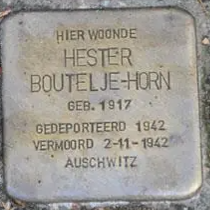 HIER WOONDE
HESTER
BOUTELJE-HORN
GEB. 1917
GEDEPORTEERD 1942
VERMOORD 2-11-1942
AUSCHWITZ